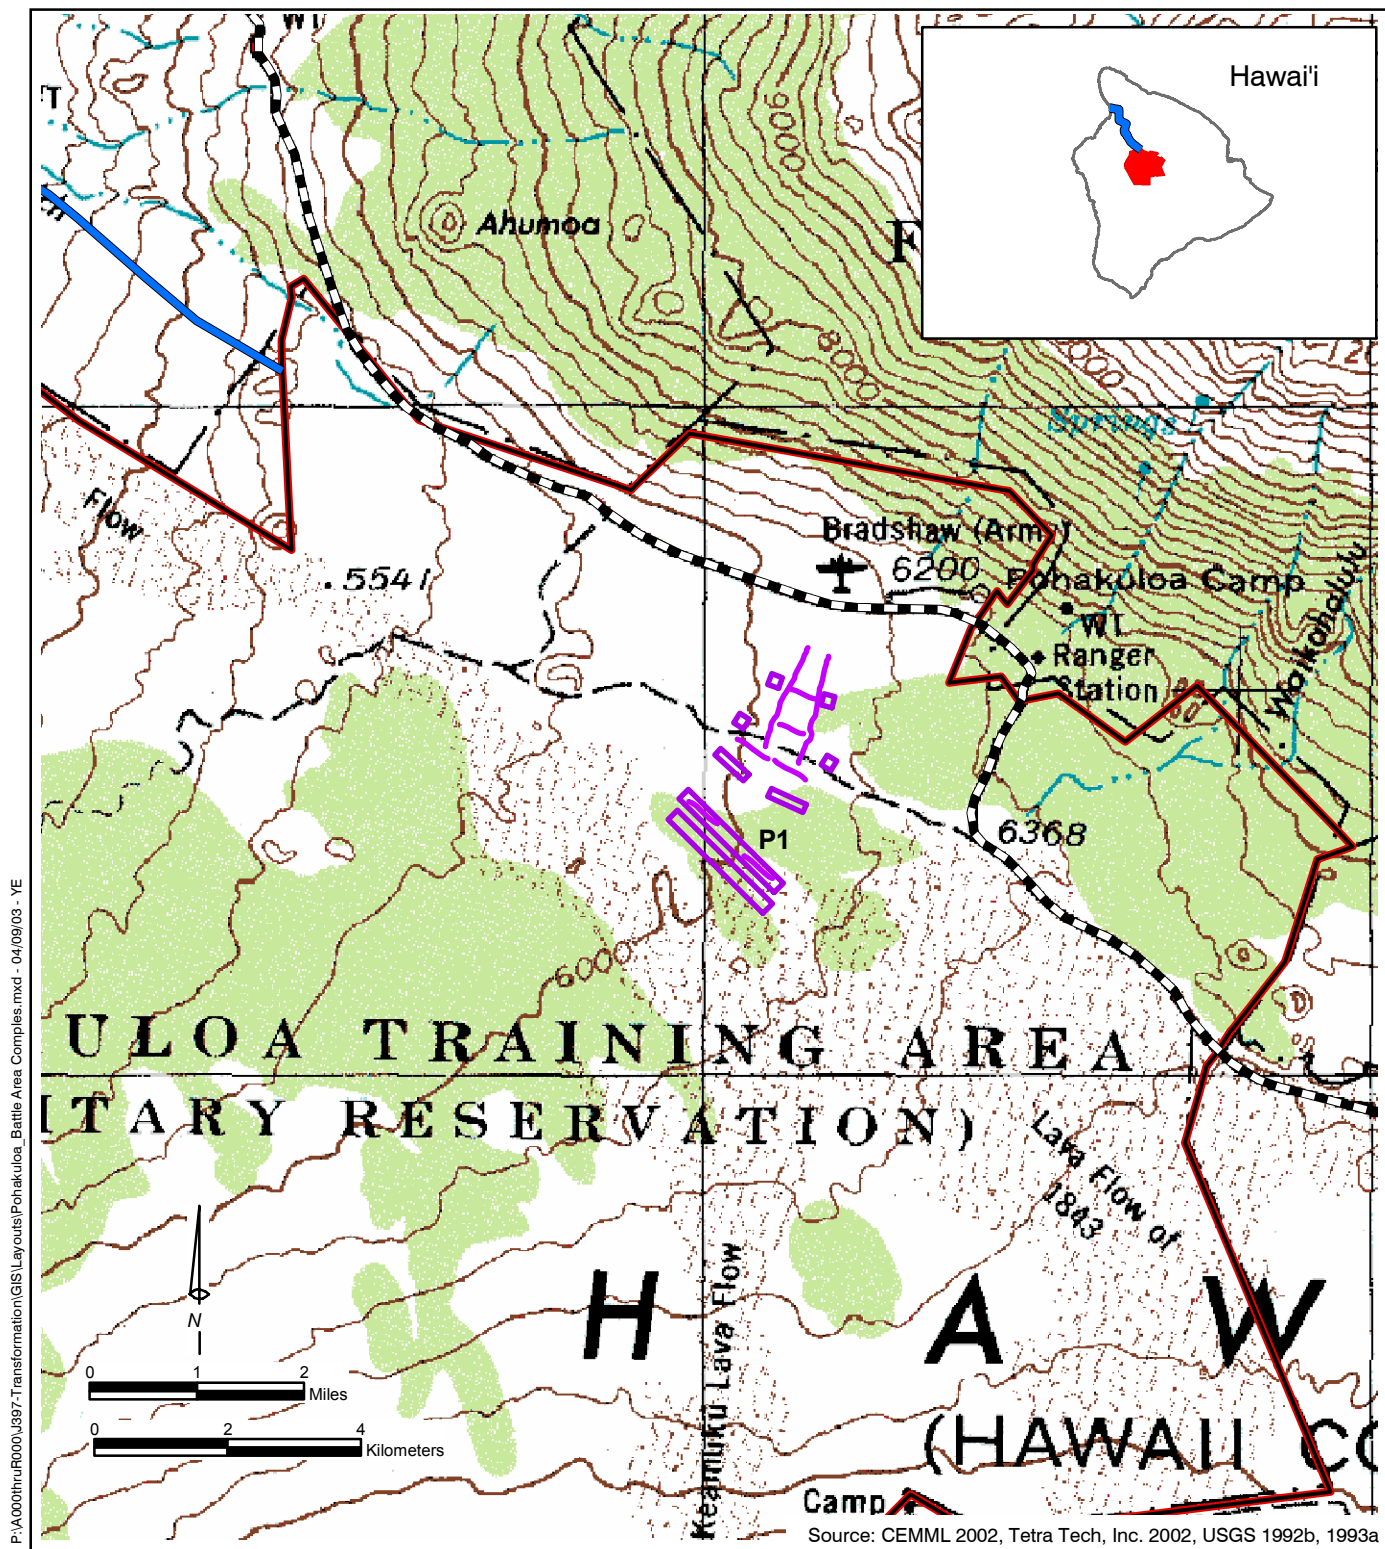 WT
Hawai'i
Ahumoa
9000
8000
Springs
Flow
. 5541
Bradshaw (Army)
6200
Pohakuloa Camp
WT
Ranger
Station
Waikahalulu
6368
P1
6000
ULOA TRAINING AREA
ITARY RESERVATION)
Lava Flow of
1843
Keamuku Lava Flow
H A W
(HAWAII CO
Camp
N
0 1 2
Miles
0 2 4
Kilometers
Source: CEMML 2002, Tetra Tech, Inc. 2002, USGS 1992b, 1993a
P:\A000thruR000\J397-Transformation\GIS\Layouts\Pohakuloa_Battle Area Comples.mxd - 04/09/03 - YE